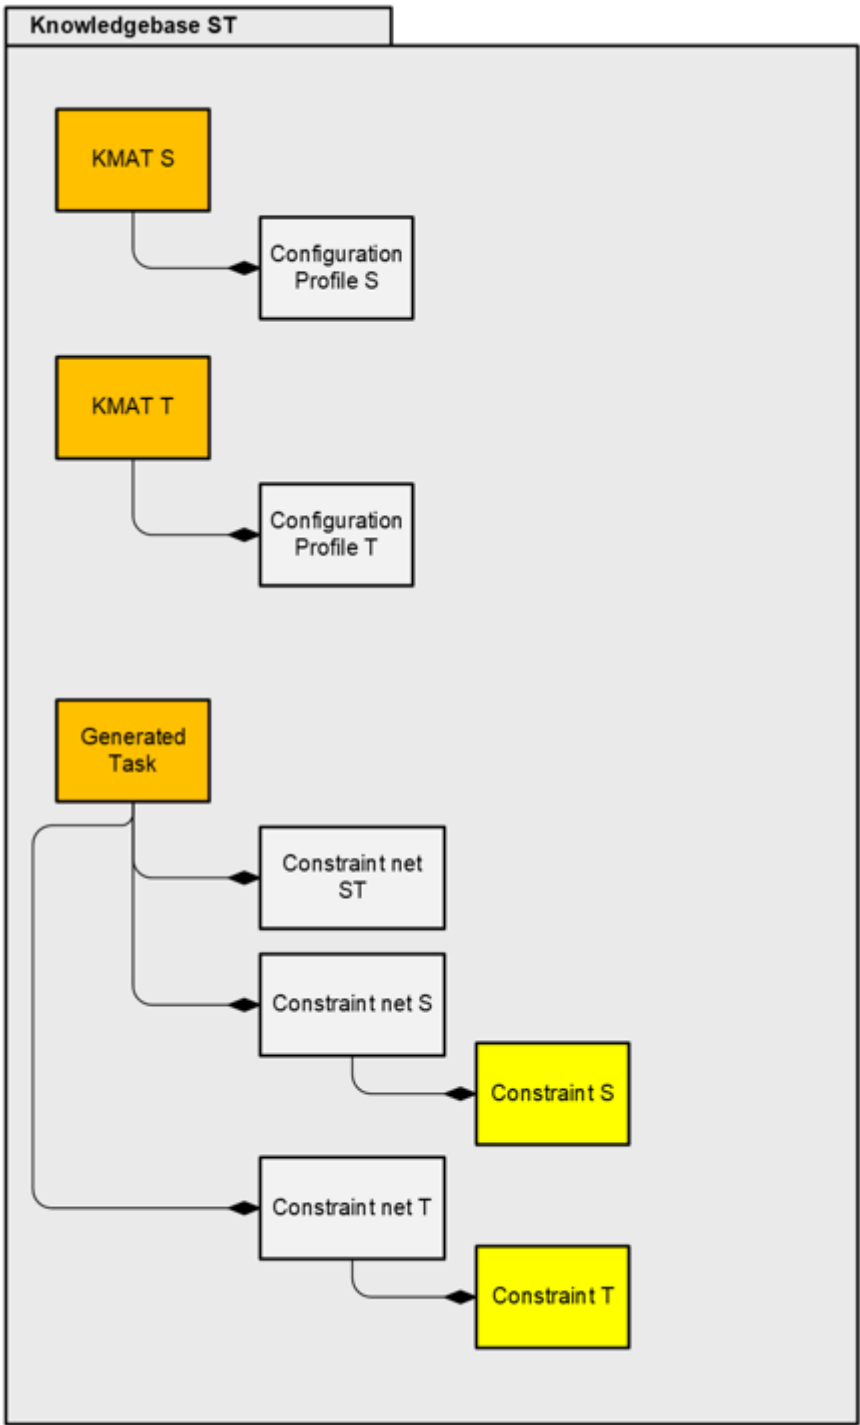 Knowledgebase ST
KMAT S
Configuration
Profile S
KMAT T
Configuration
Profile T
Generated
Task
Constraint net
ST
Constraint net S
Constraint S
Constraint net T
Constraint T